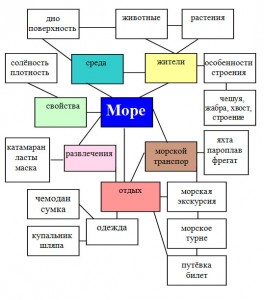 дно
поверхность
животные
растения
солёность
плотность
среда
жители
особенности
строения
свойства
Море
чешуя,
жабра, хвост,
строение
катамаран
ласты
маска
развлечения
морской
транспор
яхта
пароплав
фрегат
чемодан
сумка
отдых
морская
экскурсия
купальник
шляпа
одежда
морское
турне
путёвка
билет